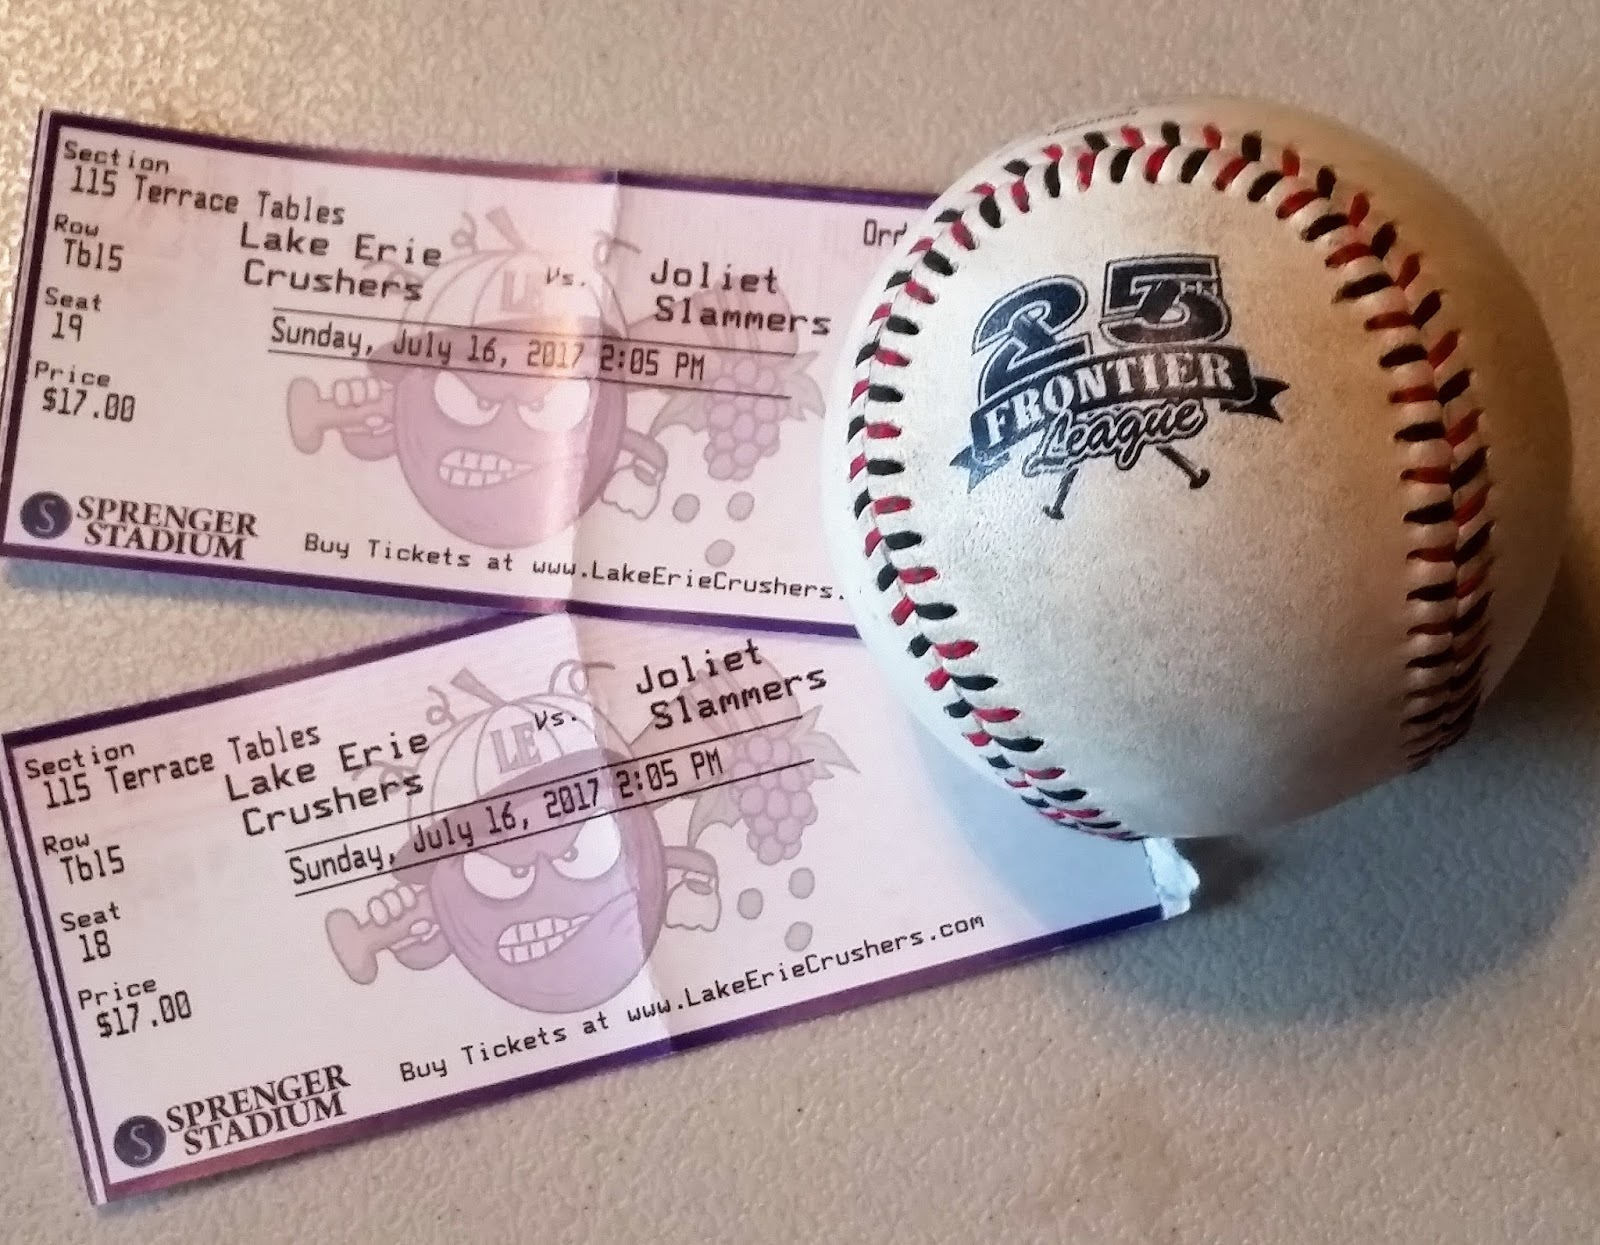 Section
115 Terrace Tables
Row
Tb15
Seat
19
Price
$17.00
Lake Erie
Crushers
Vs.
Joliet
Slammers
Sunday, July 16, 2017 2:05 PM
Ord
LE
S SPRENGER
STADIUM
Buy Tickets at www.LakeErieCrushers.
Section
115 Terrace Tables
Row
Tb15
Seat
18
Price
$17.00
Lake Erie
Crushers
Vs.
Joliet
Slammers
Sunday, July 16, 2017 2:05 PM
LE
S SPRENGER
STADIUM
Buy Tickets at www.LakeErieCrushers.com
25
FRONTIER
League